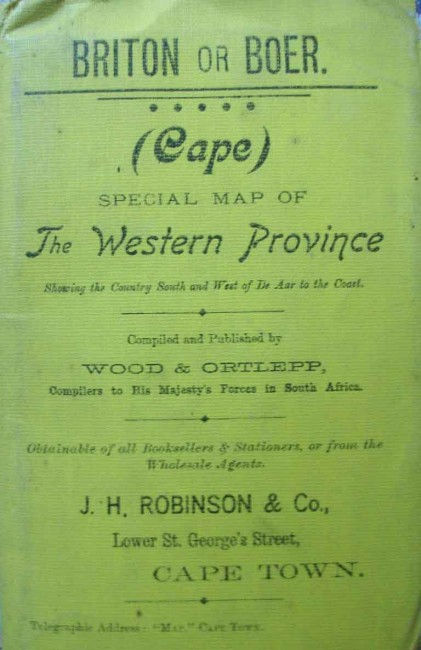 BRITON OR BOER.
(Cape)
SPECIAL MAP OF
The Western Province
Showing the Country South and West of De Aar to the Coast.
Compiled and Published by
WOOD & ORTLEPP,
Compilers to His Majesty's Forces in South Africa.
Obtainable of all Booksellers & Stationers, or from the
Wholesale Agents.
J. H. ROBINSON & Co.,
Lower St. George's Street,
CAPE TOWN.
Telegraphic Address: "MAP," CAPE TOWN.